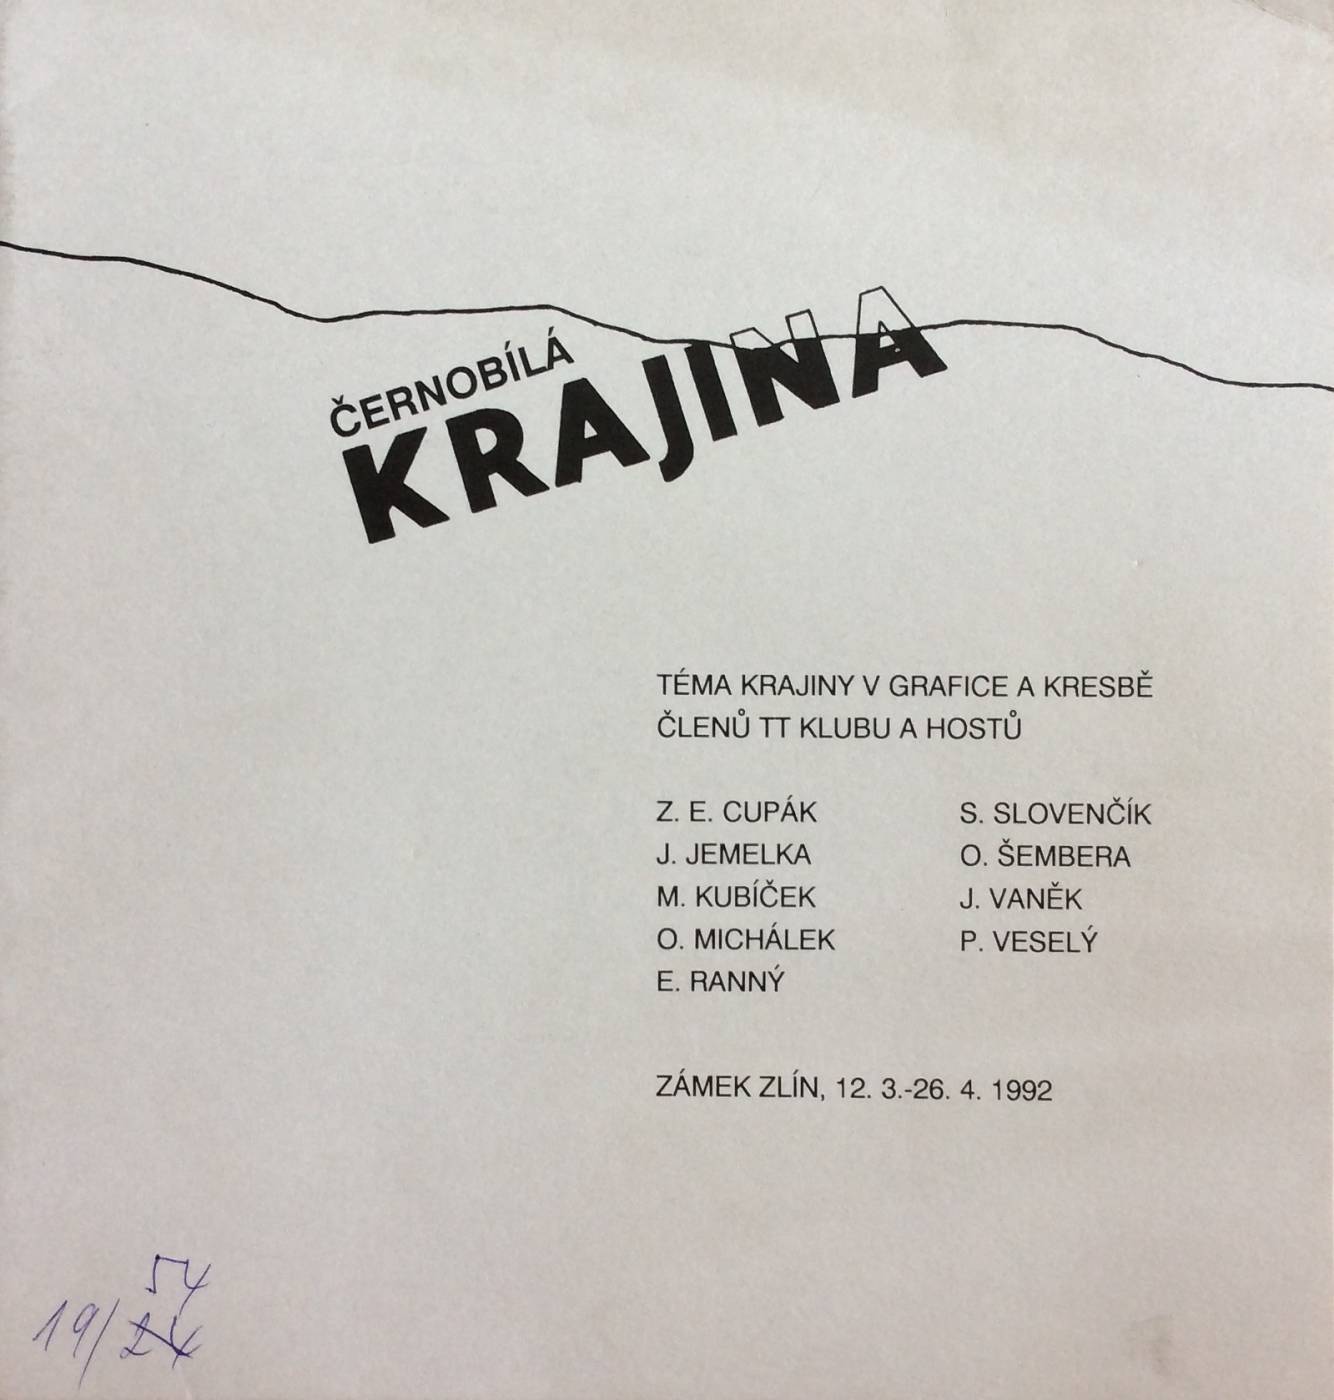 ČERNOBÍLÁ
KRAJINA
TÉMA KRAJINY V GRAFICE A KRESBĚ
ČLENŮ TT KLUBU A HOSTŮ
Z. E. CUPÁK
J. JEMELKA
M. KUBÍČEK
O. MICHÁLEK
E. RANNÝ
S. SLOVENČÍK
O. ŠEMBERA
J. VANĚK
P. VESELÝ
ZÁMEK ZLÍN, 12. 3.-26. 4. 1992
54
19/24